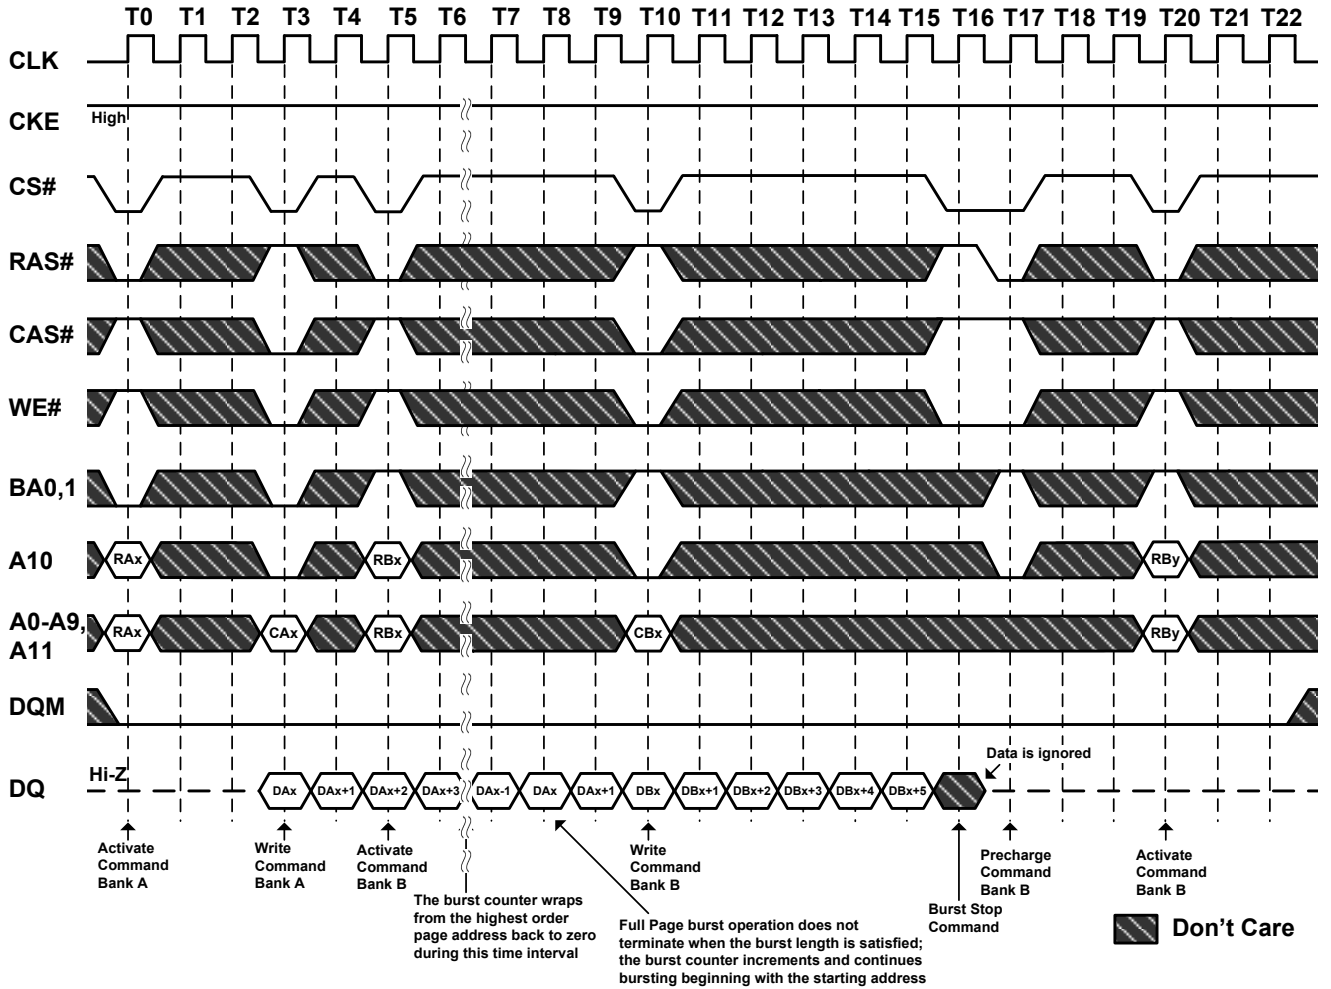 T0 T1 T2 T3 T4 T5 T6 T7 T8 T9 T10 T11 T12 T13 T14 T15 T16 T17 T18 T19 T20 T21 T22
CLK
CKE
High
CS#
RAS#
CAS#
WE#
BA0,1
A10
RAx RBx RBy
A0-A9,
A11
RAx CAx RBx CBx RBy
DQM
DQ
Hi-Z
DAx DAx+1 DAx+2 DAx+3 DAx-1 DAx DAx+1 DBx DBx+1 DBx+2 DBx+3 DBx+4 DBx+5
Data is ignored
Activate
Command
Bank A
Write
Command
Bank A
Activate
Command
Bank B
The burst counter wraps
from the highest order
page address back to zero
during this time interval
Write
Command
Bank B
Full Page burst operation does not
terminate when the burst length is satisfied;
the burst counter increments and continues
bursting beginning with the starting address
Burst Stop
Command
Precharge
Command
Bank B
Activate
Command
Bank B
Don't Care